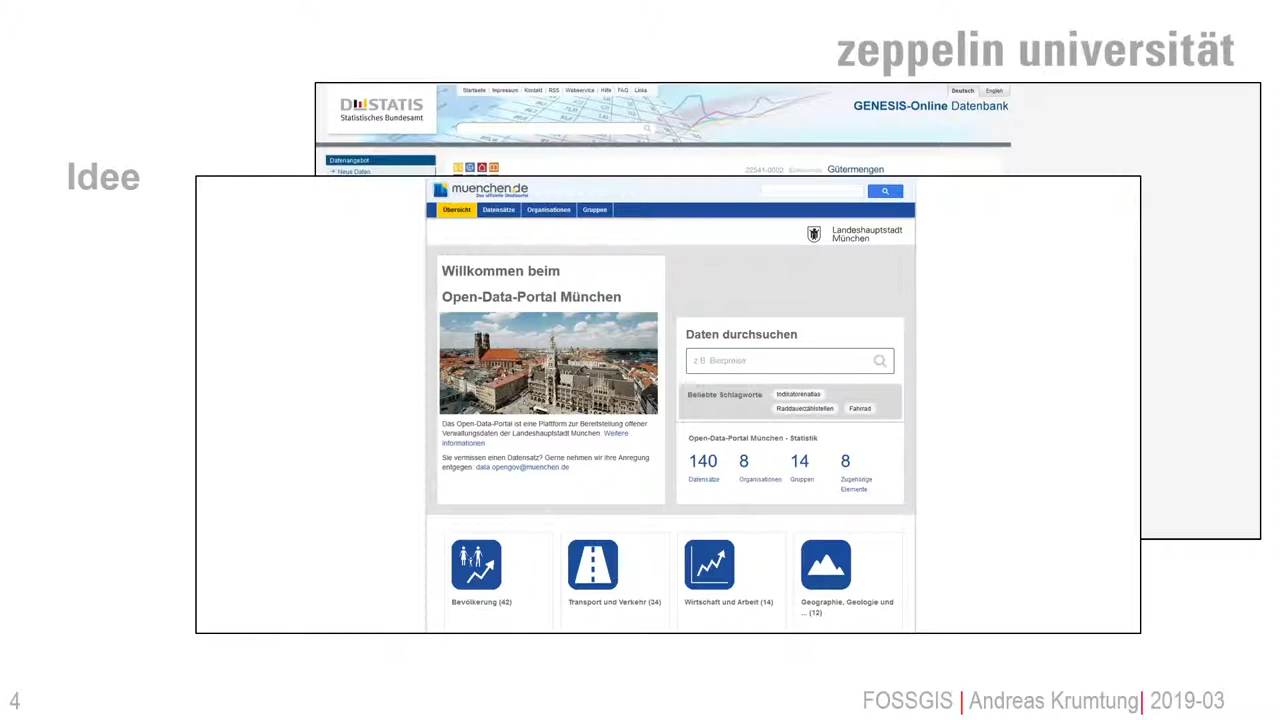 zeppelin universität
Idee
DESTATIS
Statistisches Bundesamt
Startseite | Impressum | Kontakt | RSS | Webservice | Hilfe | FAQ | Links
Deutsch English
GENESIS-Online Datenbank
Datenangebot
Neue Daten
22541-0002
Gütermengen
muenchen.de
Das offizielle Stadtportal
Übersicht Datensätze Organisationen Gruppen
Landeshauptstadt
München
Willkommen beim
Open-Data-Portal München
Das Open-Data-Portal ist eine Plattform zur Bereitstellung offener
Verwaltungsdaten der Landeshauptstadt München. Weitere
Informationen
Sie vermissen einen Datensatz? Gerne nehmen wir Ihre Anregung
entgegen: data.opengov@muenchen.de
Daten durchsuchen
z.B. Bierpreise
Beliebte Schlagworte
Indikatorenatlas
Raddauerzählstellen Fahrrad
Open-Data-Portal München - Statistik
140 8 14 8
Datensätze Organisationen Gruppen Zugehörige
Elemente
Bevölkerung (42)
Transport und Verkehr (34)
Wirtschaft und Arbeit (14)
Geographie, Geologie und
... (12)
4
FOSSGIS | Andreas Krumtung| 2019-03